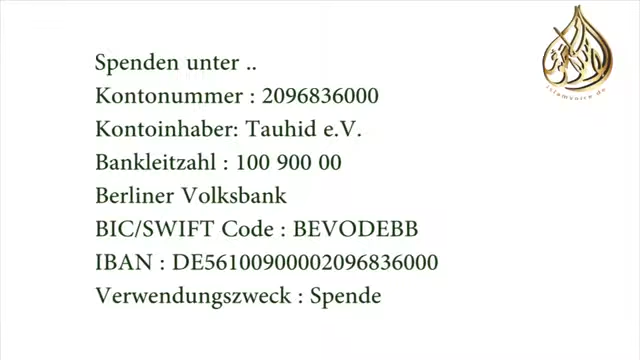 Spenden unter ..
Kontonummer : 2096836000
Kontoinhaber: Tauhid e.V.
Bankleitzahl : 100 900 00
Berliner Volksbank
BIC/SWIFT Code : BEVODEBB
IBAN : DE56100900002096836000
Verwendungszweck : Spende